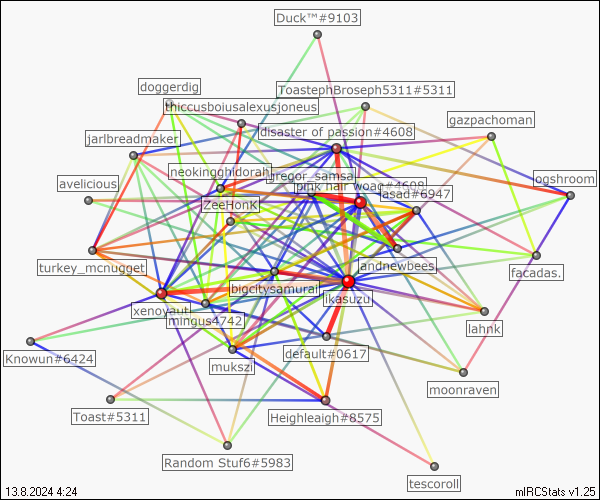 Duck™#9103
doggerdig
ToastephBroseph5311#5311
thiccusboiusalexusjoneus
gazpachoman
disaster of passion#4608
jarlbreadmaker
neokingghidorah
_gregor_samsa_
ogshroom
avelicious
pink hair woag#4608
asad#6947
ZeeHonK
turkey_mcnugget
andnewbees
facadas.
bigcitysamurai
ikasuzu
xenoyaut
mingus4742
lahnk
Knowun#6424
mukszi
default#0617
moonraven
Toast#5311
Heighleaigh#8575
Random Stuf6#5983
tescoroll
13.8.2024 4:24
mIRCStats v1.25